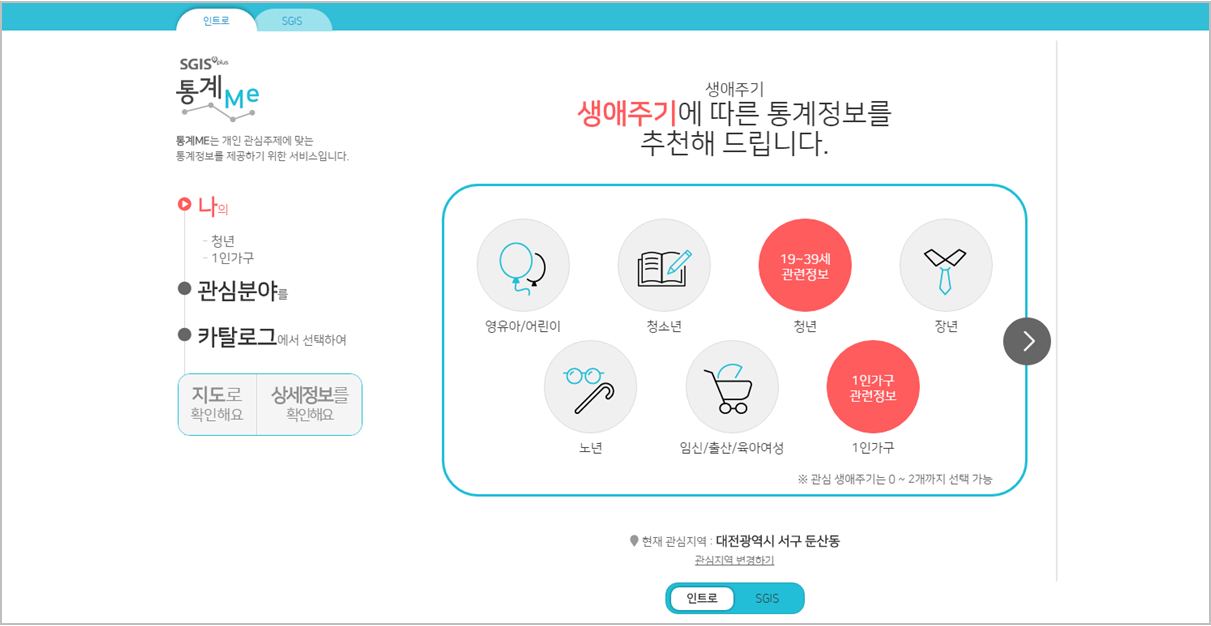 인트로
SGIS
SGIS plus
통계Me
통계ME는 개인 관심주제에 맞는
통계정보를 제공하기 위한 서비스입니다.
나의
- 청년
- 1인가구
관심분야를
카탈로그에서 선택하여
지도로
확인해요
상세정보를
확인해요
생애주기
생애주기에 따른 통계정보를
추천해 드립니다.
영유아/어린이
청소년
19~39세
관련정보
청년
장년
노년
임신/출산/육아여성
1인가구
관련정보
1인가구
※ 관심 생애주기는 0 ~ 2개까지 선택 가능
현재 관심지역 : 대전광역시 서구 둔산동
관심지역 변경하기
인트로
SGIS